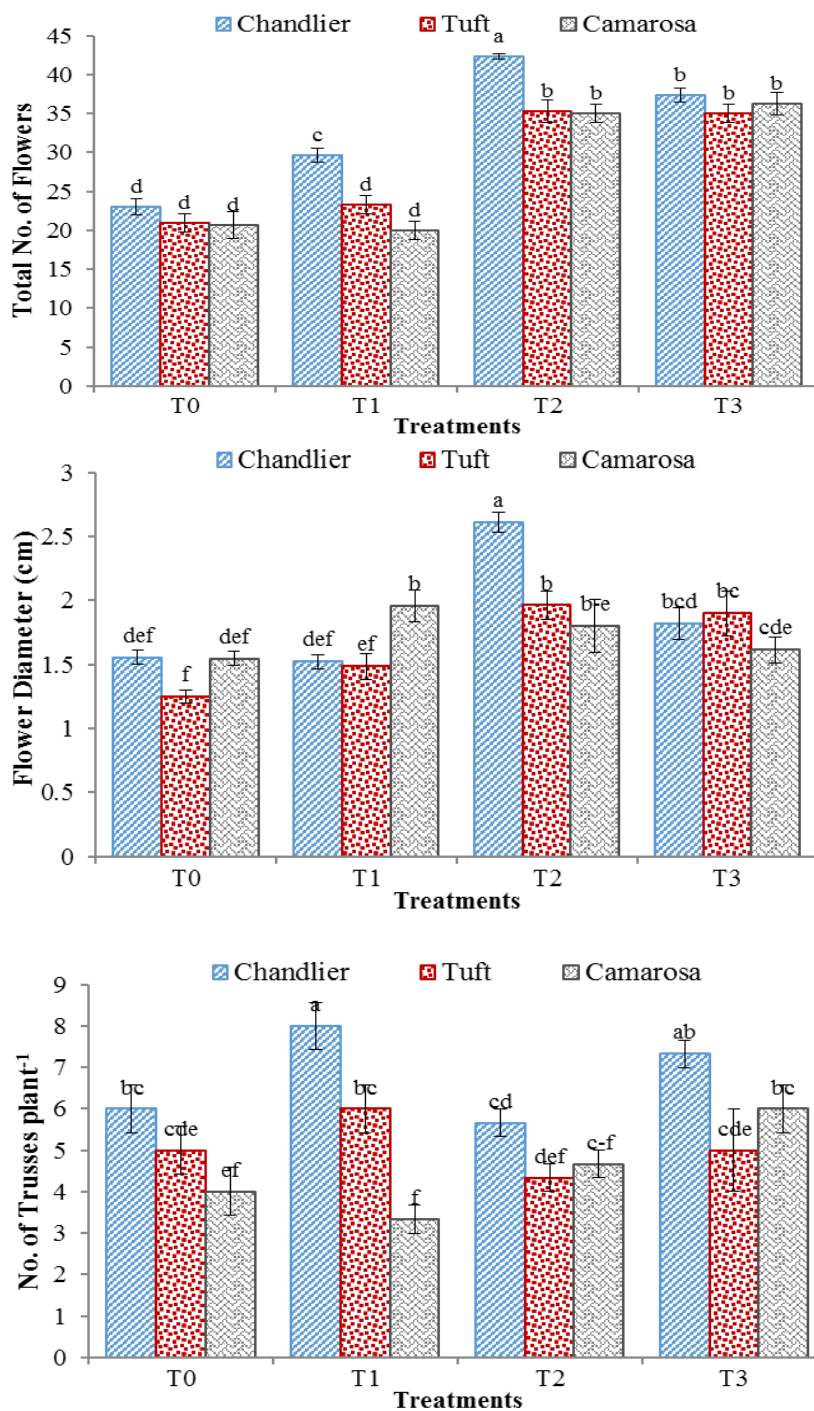 Chandlier Tuft Camarosa
Total No. of Flowers
45
40
35
30
25
20
15
10
5
0
d d d c d d a b b b b b
T0 T1 T2 T3
Treatments
Chandlier Tuft Camarosa
Flower Diameter (cm)
3
2.5
2
1.5
1
0.5
0
def f def def ef b a b b-e bcd bc cde
T0 T1 T2 T3
Treatments
Chandlier Tuft Camarosa
No. of Trusses plant-1
9
8
7
6
5
4
3
2
1
0
bc cde ef a bc f cd def c-f ab cde bc
T0 T1 T2 T3
Treatments